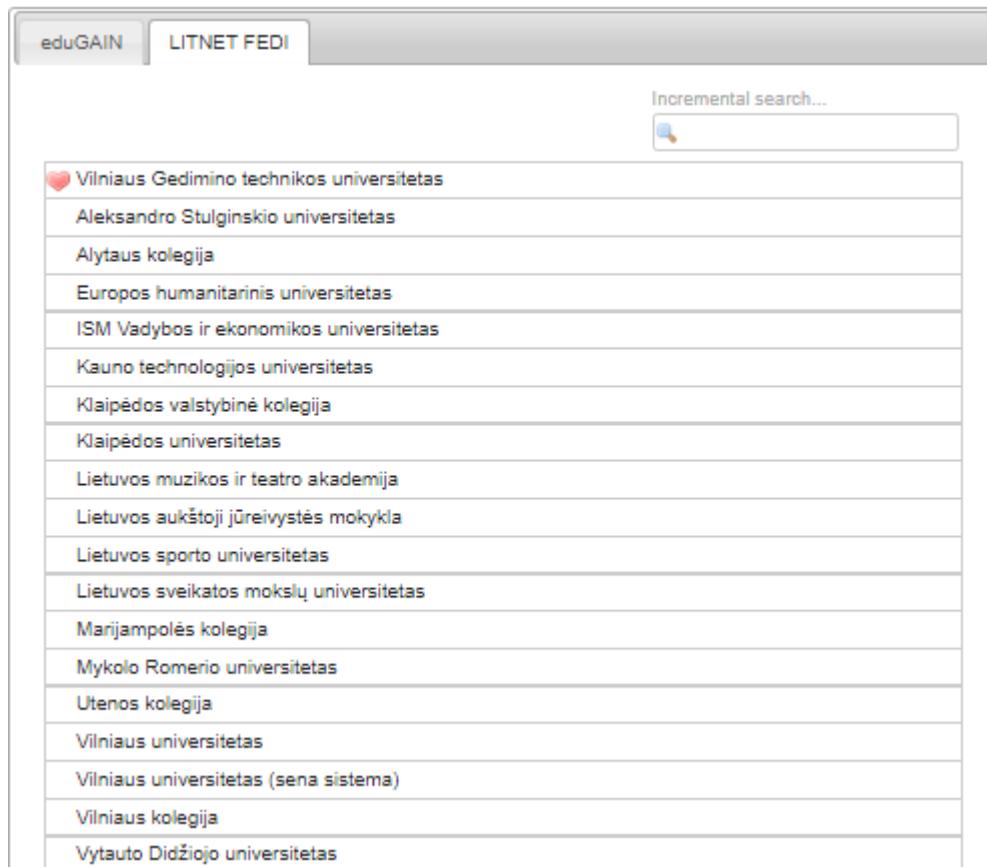 eduGAIN
LITNET FEDI
Incremental search...
Vilniaus Gedimino technikos universitetas
Aleksandro Stulginskio universitetas
Alytaus kolegija
Europos humanitarinis universitetas
ISM Vadybos ir ekonomikos universitetas
Kauno technologijos universitetas
Klaipėdos valstybinė kolegija
Klaipėdos universitetas
Lietuvos muzikos ir teatro akademija
Lietuvos aukštoji jūreivystės mokykla
Lietuvos sporto universitetas
Lietuvos sveikatos mokslų universitetas
Marijampolės kolegija
Mykolo Romerio universitetas
Utenos kolegija
Vilniaus universitetas
Vilniaus universitetas (sena sistema)
Vilniaus kolegija
Vytauto Didžiojo universitetas